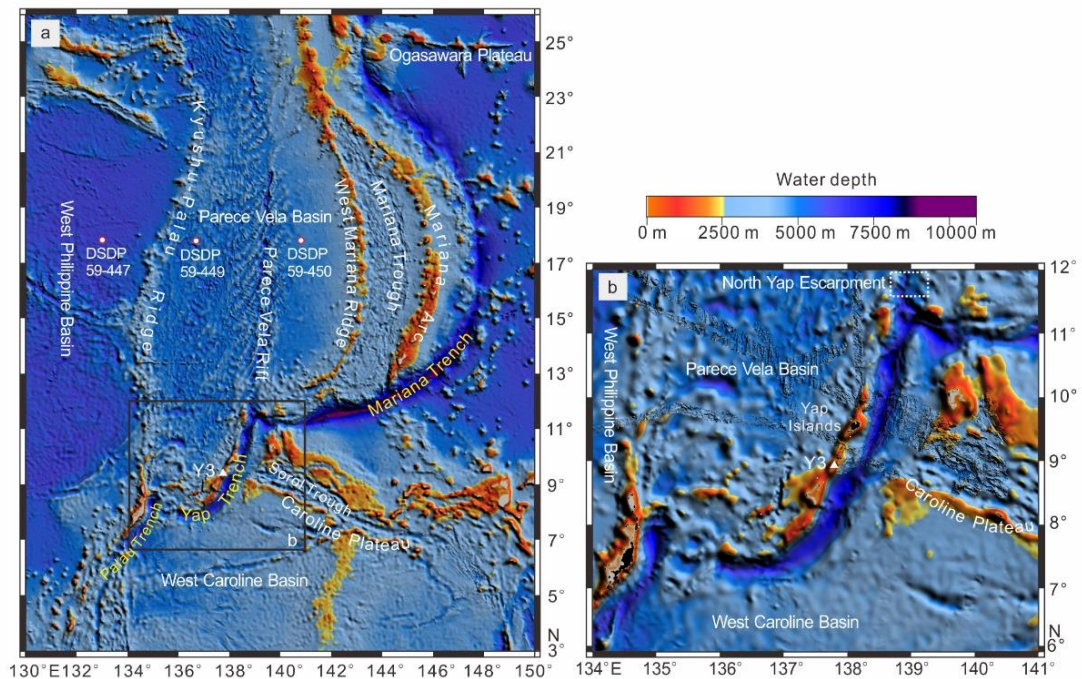 a
Ogasawara Plateau
Kyushu-Palau
Ridge
West Philippine Basin
Parece Vela Basin
Parece Vela Rift
West Mariana Ridge
Mariana Trough
Mariana
Arc
DSDP
59-447
DSDP
59-449
DSDP
59-450
Mariana Trench
Y3
Yap Trench
Palau Trench
Sorol Trough
Caroline Plateau
b
West Caroline Basin
25°
23°
21°
19°
17°
15°
13°
11°
9°
7°
5°
N
3°
130°E
132°
134°
136°
138°
140°
142°
144°
146°
148°
150°
Water depth
0 m
2500 m
5000 m
7500 m
10000 m
b
North Yap Escarpment
West Philippine Basin
Parece Vela Basin
Yap
Islands
Y3
Caroline Plateau
West Caroline Basin
12°
11°
10°
9°
8°
7°
N
6°
134°E
135°
136°
137°
138°
139°
140°
141°